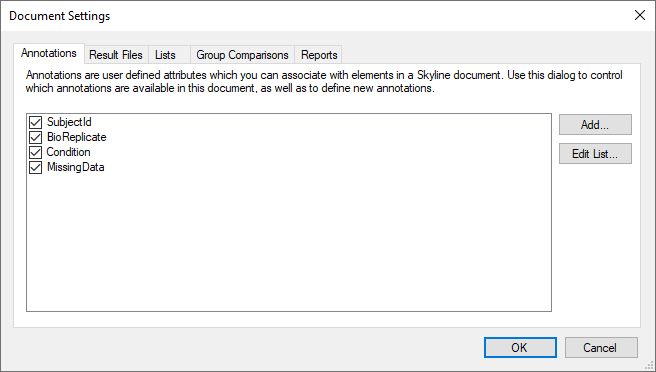 Document Settings
Annotations Result Files Lists Group Comparisons Reports
Annotations are user defined attributes which you can associate with elements in a Skyline document. Use this dialog to control
which annotations are available in this document, as well as to define new annotations.
SubjectId
BioReplicate
Condition
MissingData
Add...
Edit List...
OK Cancel